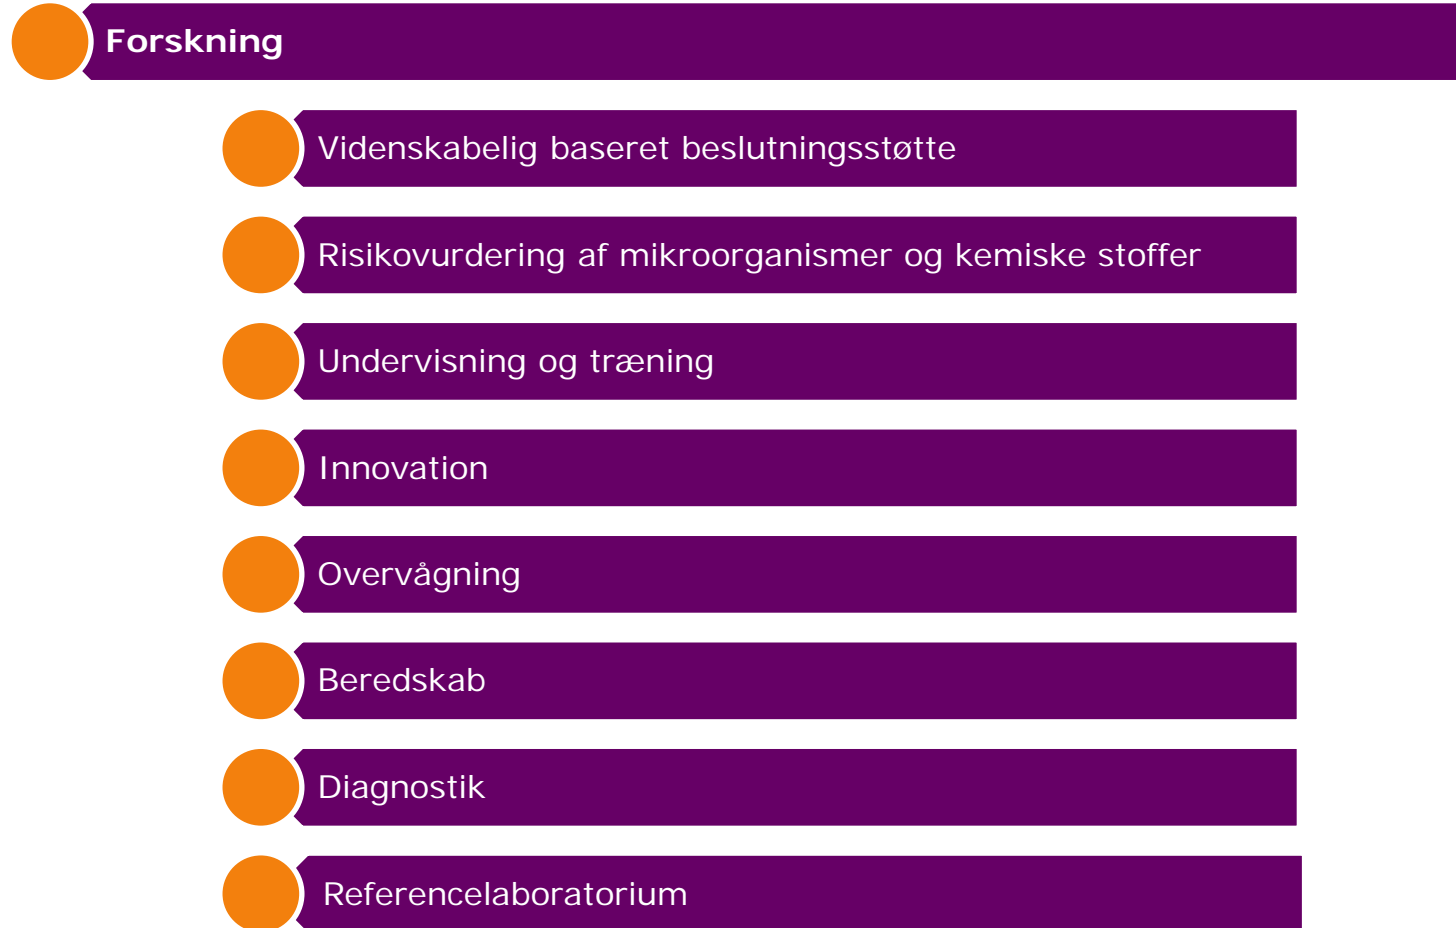 Forskning
Videnskabelig baseret beslutningsstøtte
Risikovurdering af mikroorganismer og kemiske stoffer
Undervisning og træning
Innovation
Overvågning
Beredskab
Diagnostik
Referencelaboratorium